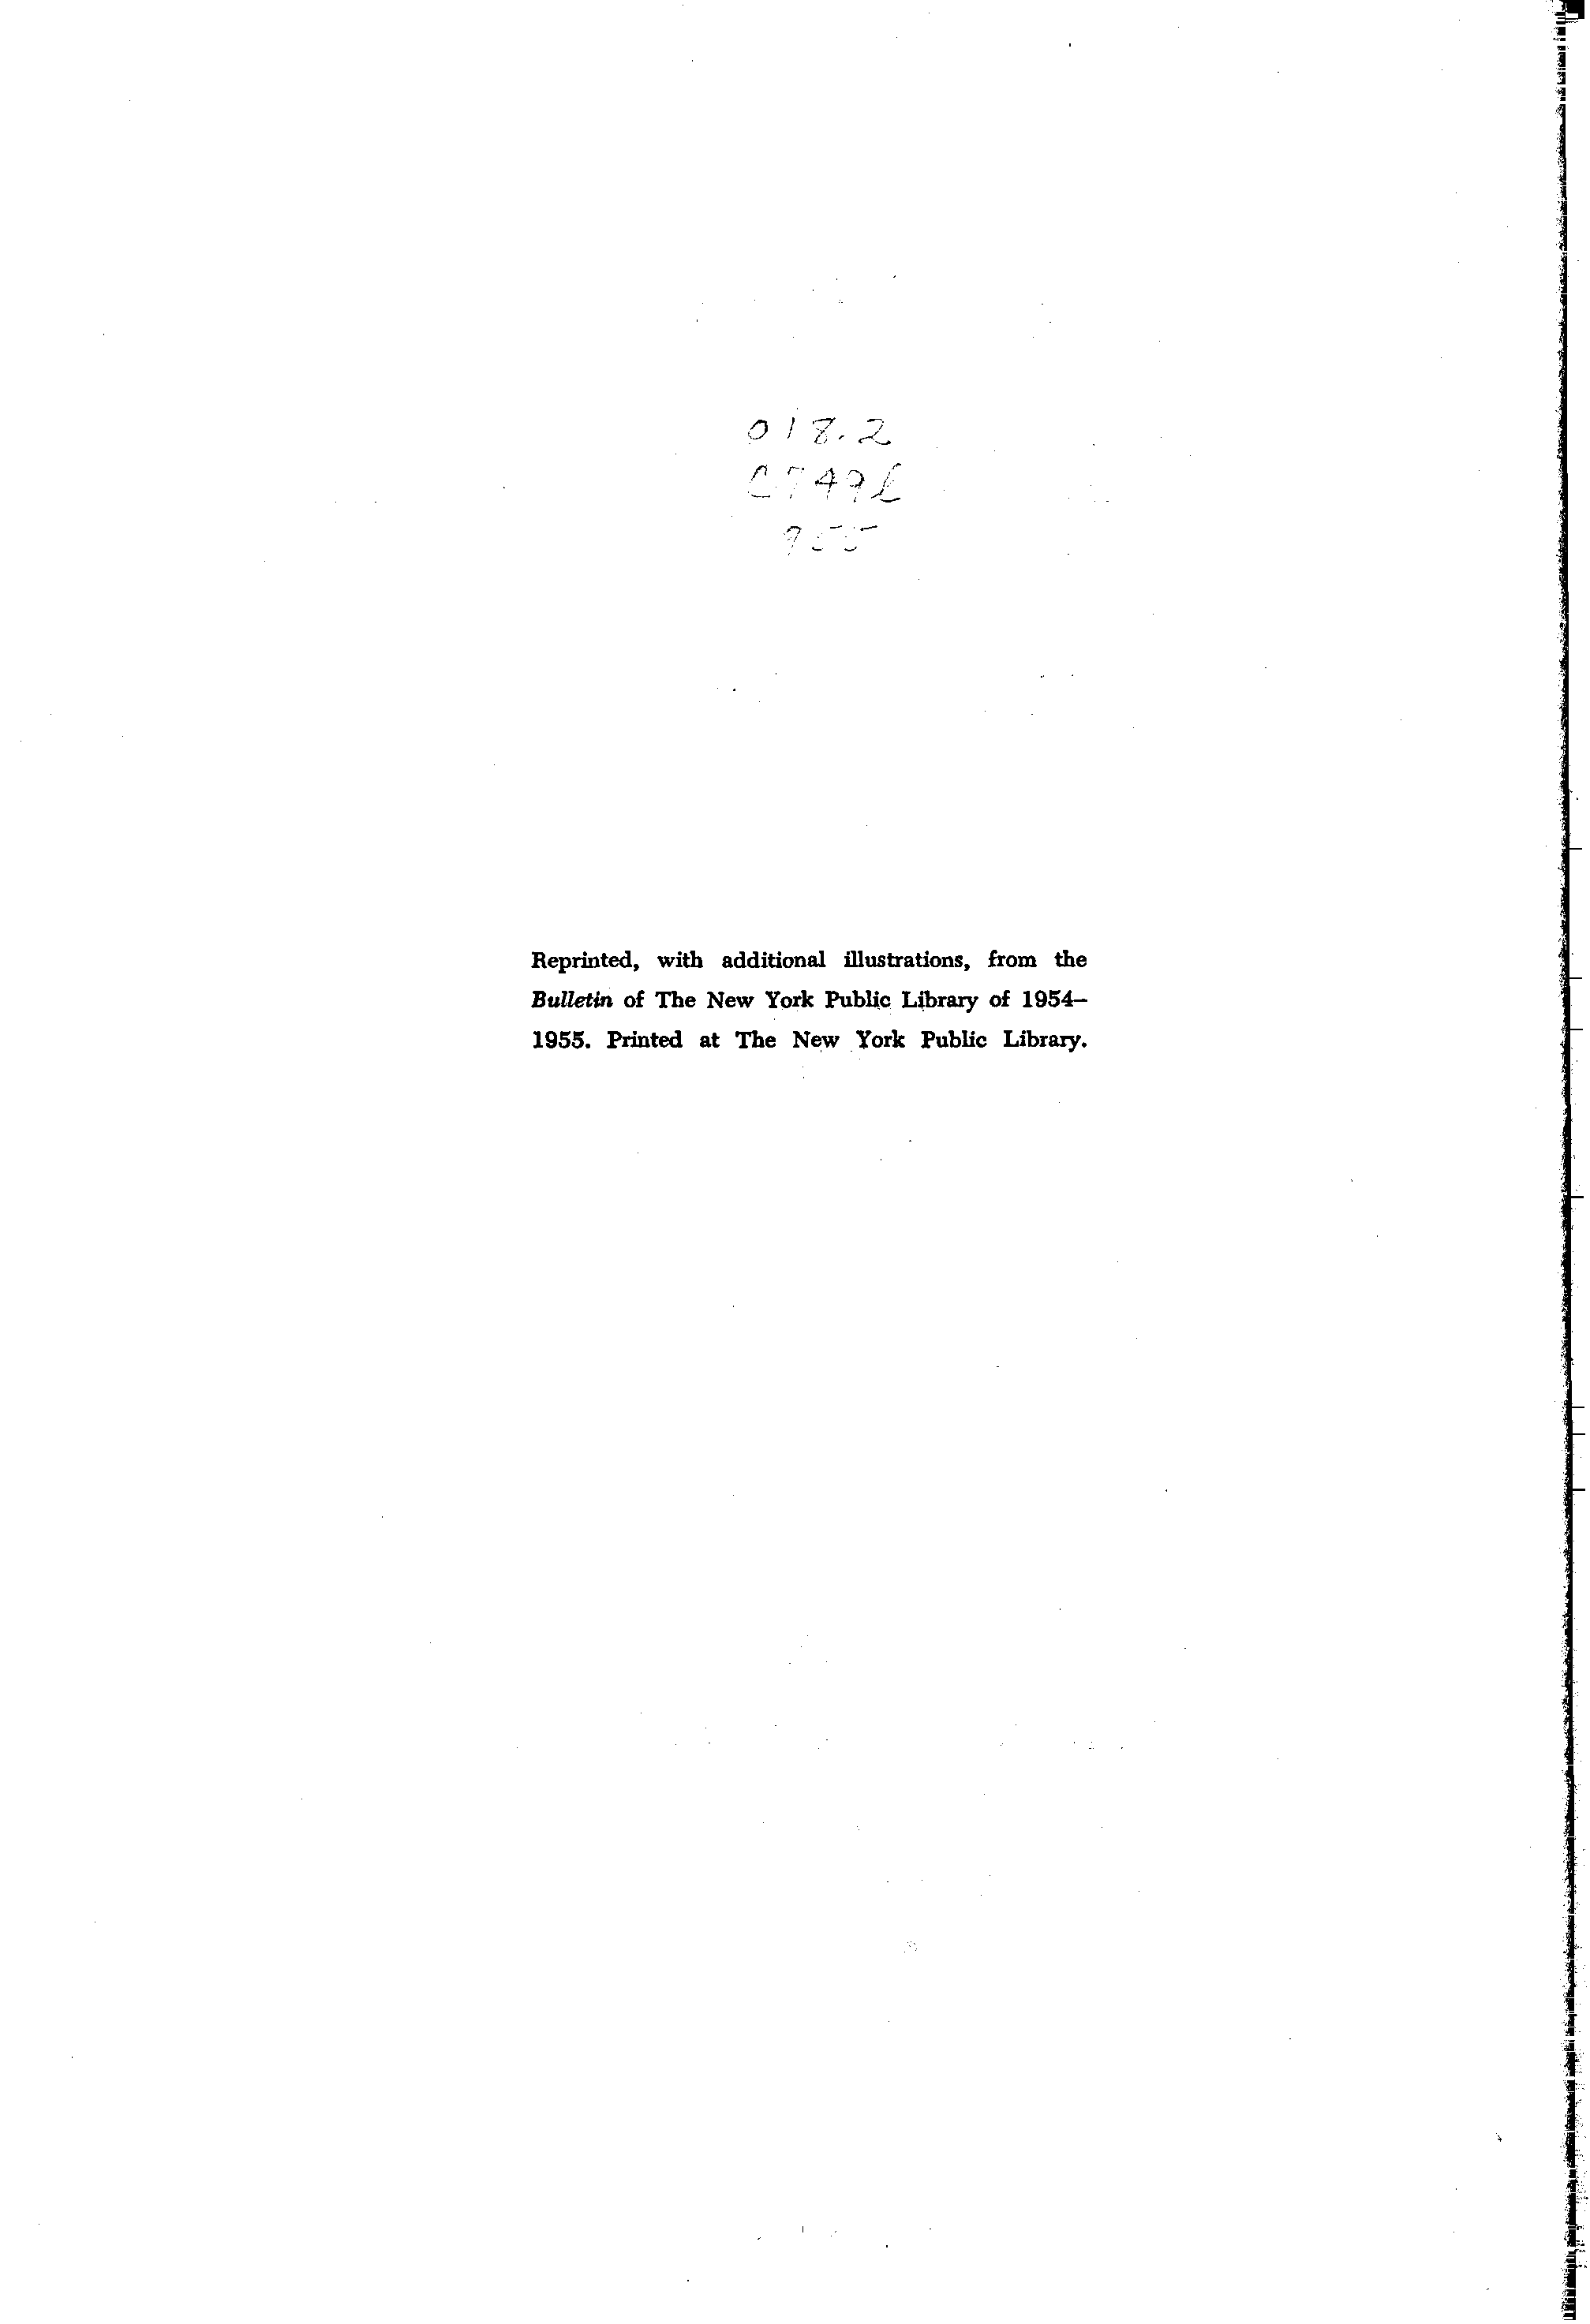 018.2
C749l
955
Reprinted, with additional illustrations, from the
Bulletin of The New York Public Library of 1954–
1955. Printed at The New York Public Library.